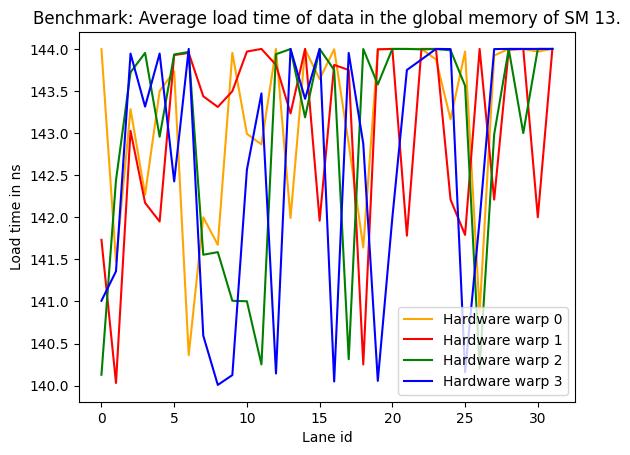 Benchmark: Average load time of data in the global memory of SM 13.
Load time in ns
144.0
143.5
143.0
142.5
142.0
141.5
141.0
140.5
140.0
0
5
10
15
20
25
30
Lane id
Hardware warp 0
Hardware warp 1
Hardware warp 2
Hardware warp 3